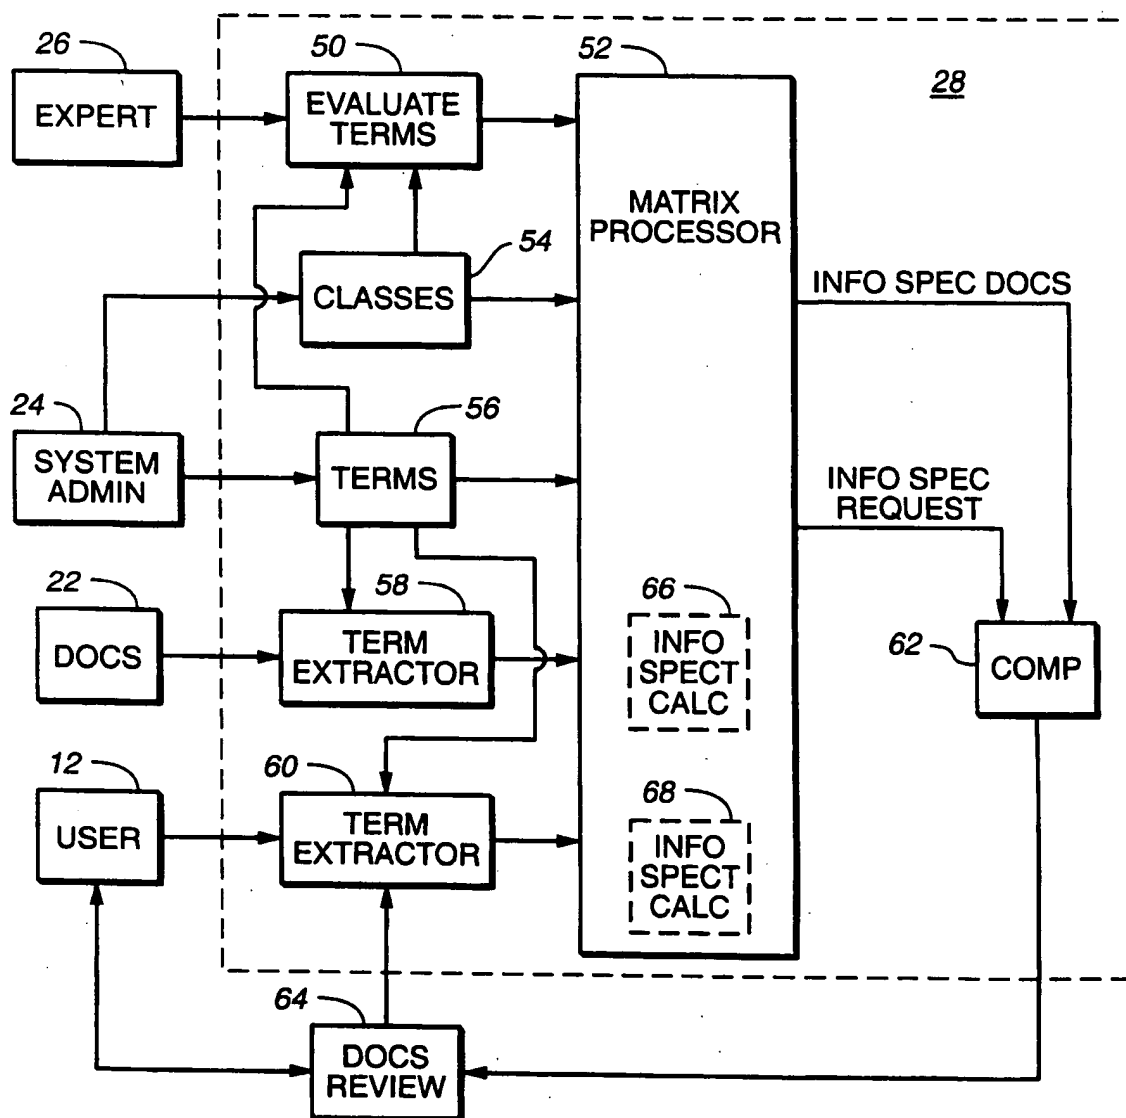 26
50
52
28
EXPERT
EVALUATE
TERMS
MATRIX
PROCESSOR
54
CLASSES
INFO SPEC DOCS
24
56
SYSTEM
ADMIN
TERMS
INFO SPEC
REQUEST
22
58
66
DOCS
TERM
EXTRACTOR
INFO
SPECT
CALC
62
COMP
12
60
68
USER
TERM
EXTRACTOR
INFO
SPECT
CALC
64
DOCS
REVIEW